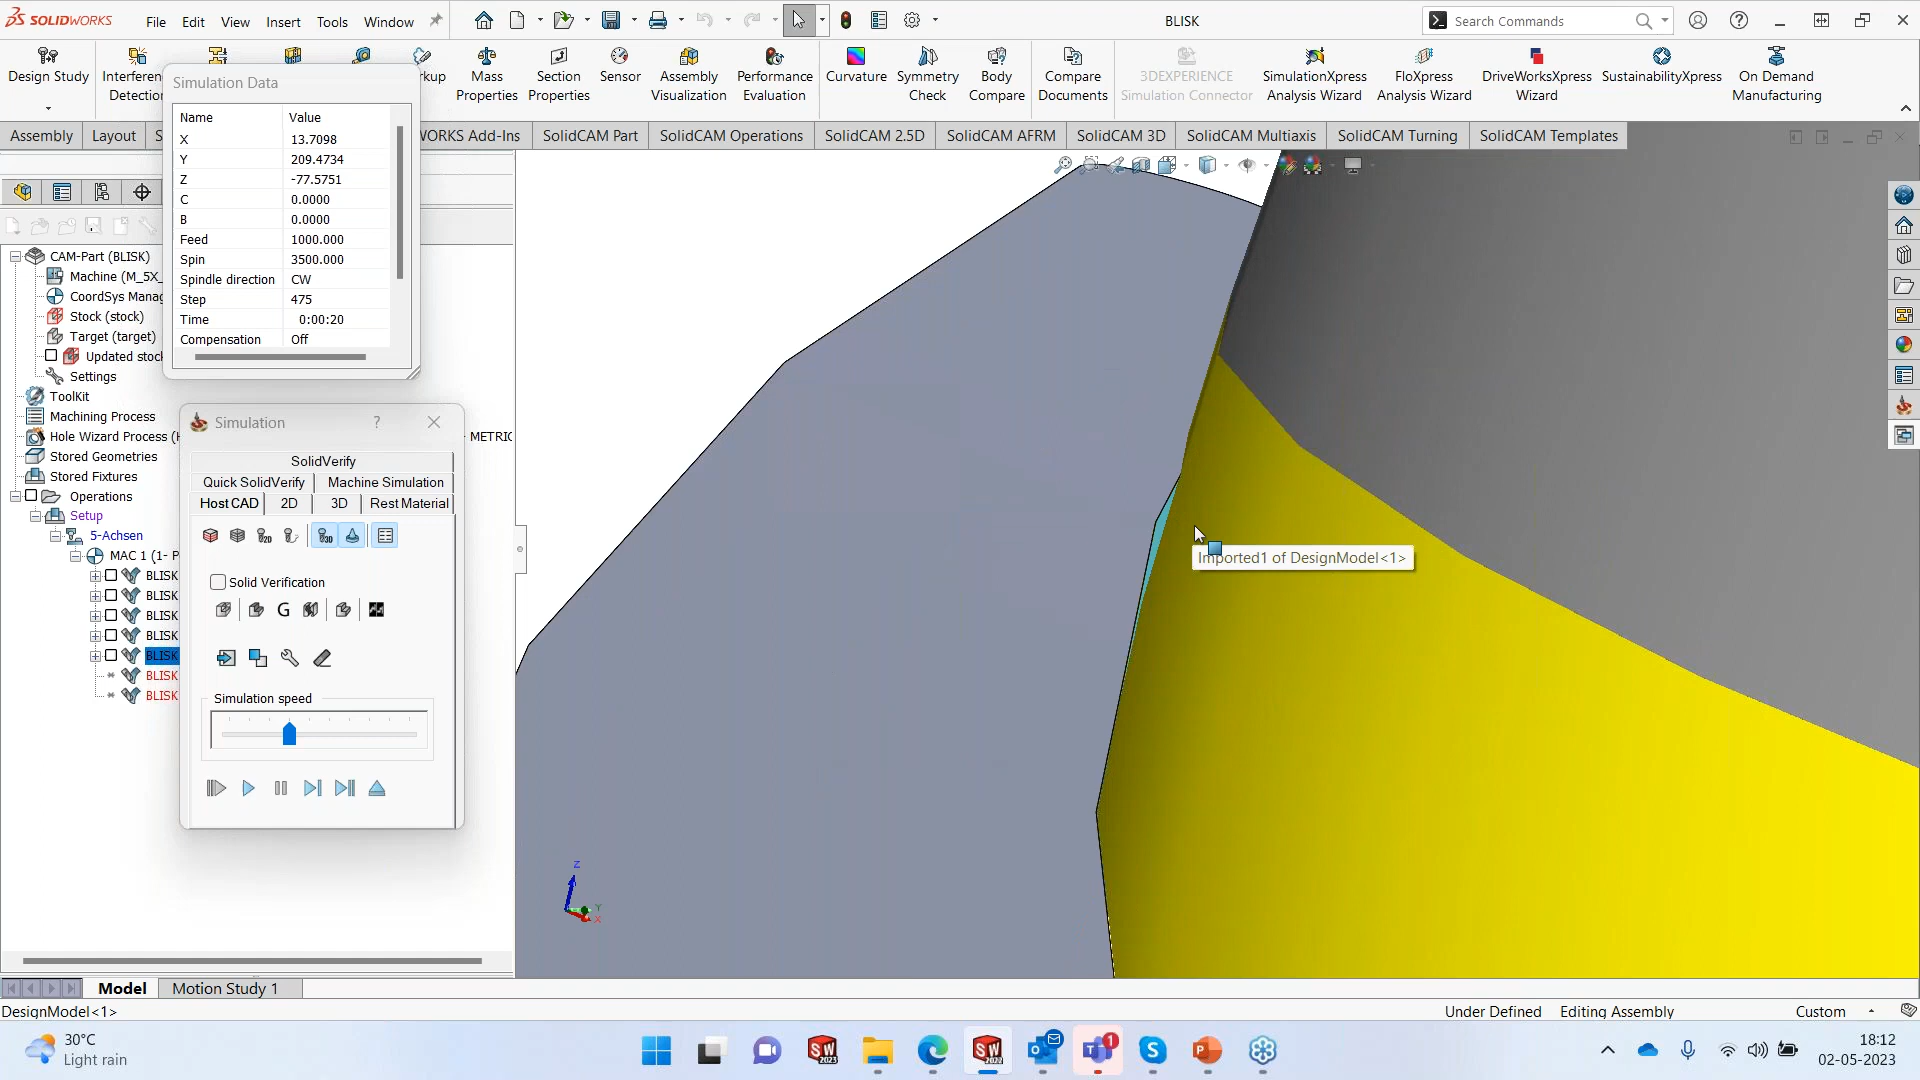 SOLIDWORKS
File Edit View Insert Tools Window
BLISK
Search Commands
Design Study
Interferen
Detection
rkup
Mass
Properties
Section
Properties
Sensor
Assembly
Visualization
Performance
Evaluation
Curvature
Symmetry
Check
Body
Compare
Compare
Documents
3DEXPERIENCE
Simulation Connector
SimulationXpress
Analysis Wizard
FloXpress
Analysis Wizard
DriveWorksXpress
Wizard
SustainabilityXpress
On Demand
Manufacturing
Assembly Layout S WORKS Add-Ins SolidCAM Part SolidCAM Operations SolidCAM 2.5D SolidCAM AFRM SolidCAM 3D SolidCAM Multiaxis SolidCAM Turning SolidCAM Templates
Simulation Data
Name Value
X 13.7098
Y 209.4734
Z -77.5751
C 0.0000
B 0.0000
Feed 1000.000
Spin 3500.000
Spindle direction CW
Step 475
Time 0:00:20
Compensation Off
CAM-Part (BLISK)
Machine (M_5X_
CoordSys Manag
Stock (stock)
Target (target)
Updated stock
Settings
ToolKit
Machining Process
Hole Wizard Process (H - METRIC
Stored Geometries
Stored Fixtures
Operations
Setup
5-Achsen
MAC 1 (1- P
BLISK
BLISK
BLISK
BLISK
BLISK
BLISK
BLISK
Simulation ?
SolidVerify
Quick SolidVerify Machine Simulation
Host CAD 2D 3D Rest Material
Solid Verification
G
Simulation speed
Imported1 of DesignModel<1>
Z
Y
X
Model Motion Study 1
DesignModel<1> Under Defined Editing Assembly Custom
30°C
Light rain
SW
2023
SW
2022
1
18:12
02-05-2023